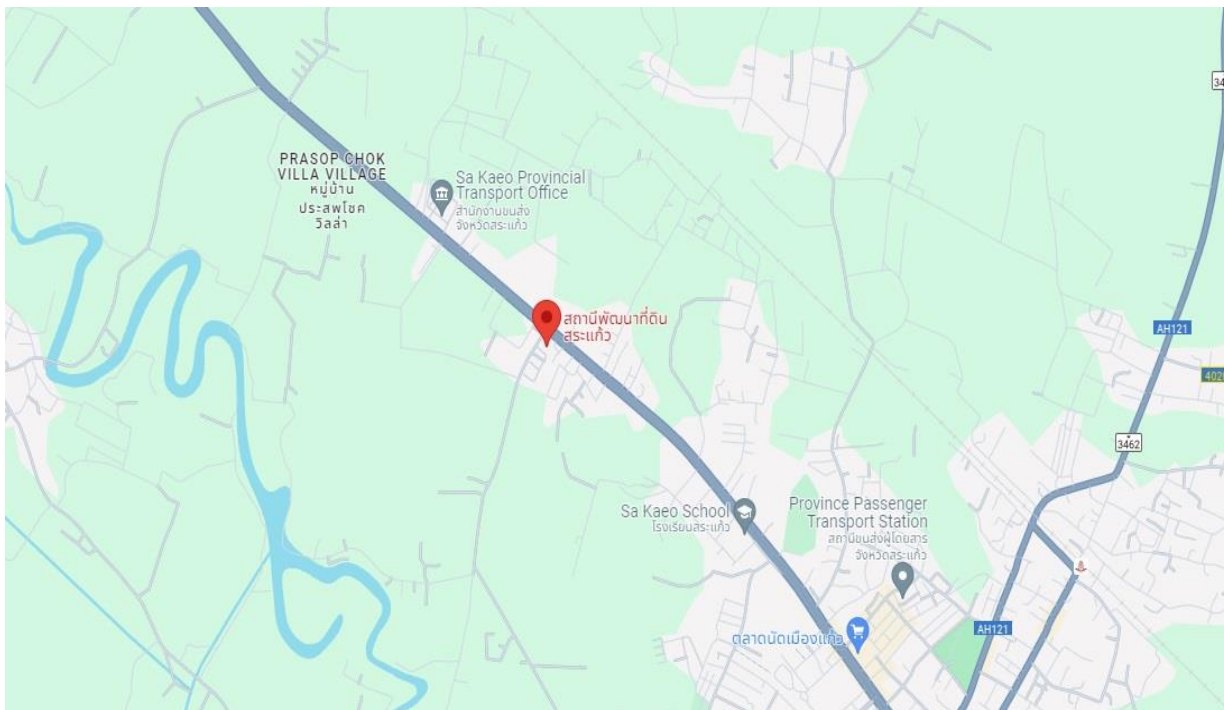 PRASOP CHOK
VILLA VILLAGE
หมู่บ้าน
ประสพโชค
วิลล่า
Sa Kaeo Provincial
Transport Office
สำนักงานขนส่ง
จังหวัดสระแก้ว
สถานีพัฒนาที่ดิน
สระแก้ว
AH121
3462
Sa Kaeo School
โรงเรียนสระแก้ว
Province Passenger
Transport Station
สถานีขนส่งผู้โดยสาร
จังหวัดสระแก้ว
ตลาดนัดเมืองแก้ว
AH121